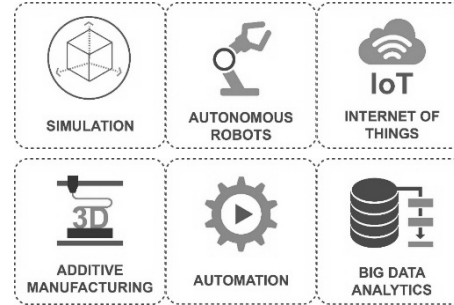 SIMULATION
AUTONOMOUS
ROBOTS
IoT
INTERNET OF
THINGS
3D
ADDITIVE
MANUFACTURING
AUTOMATION
BIG DATA
ANALYTICS